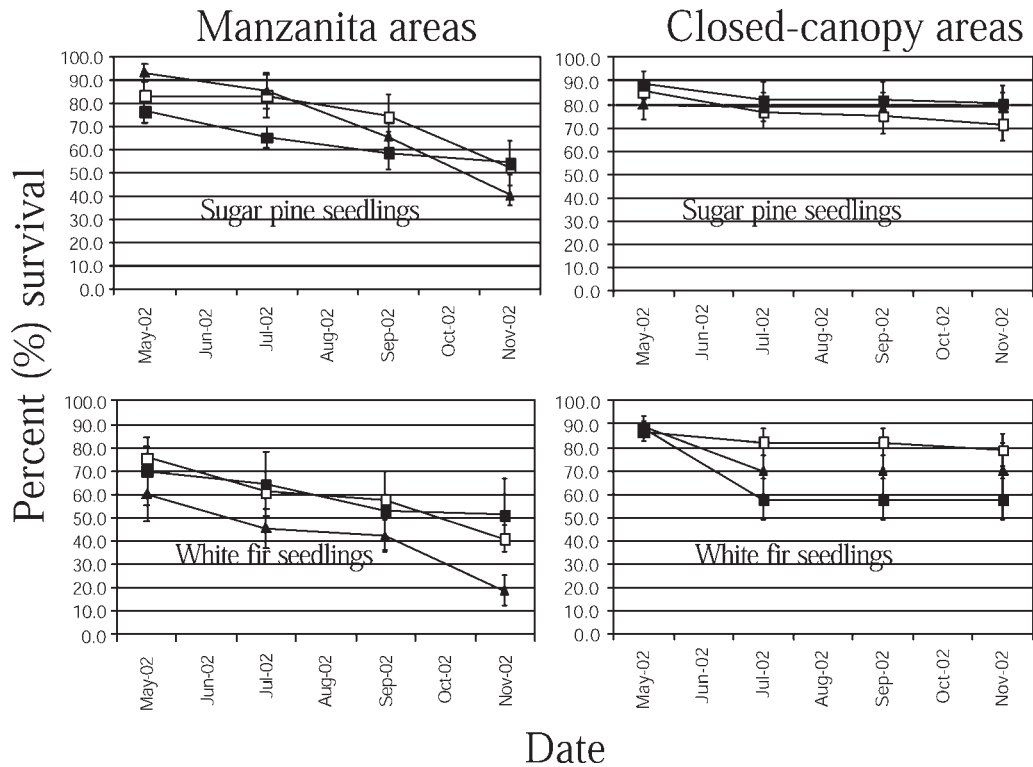 Manzanita areas
Closed-canopy areas
Percent (%) survival
100.0
90.0
80.0
70.0
60.0
50.0
40.0
30.0
20.0
10.0
0.0
Sugar pine seedlings
May-02
Jun-02
Jul-02
Aug-02
Sep-02
Oct-02
Nov-02
100.0
90.0
80.0
70.0
60.0
50.0
40.0
30.0
20.0
10.0
0.0
Sugar pine seedlings
May-02
Jun-02
Jul-02
Aug-02
Sep-02
Oct-02
Nov-02
100.0
90.0
80.0
70.0
60.0
50.0
40.0
30.0
20.0
10.0
0.0
White fir seedlings
May-02
Jun-02
Jul-02
Aug-02
Sep-02
Oct-02
Nov-02
100.0
90.0
80.0
70.0
60.0
50.0
40.0
30.0
20.0
10.0
0.0
White fir seedlings
May-02
Jun-02
Jul-02
Aug-02
Sep-02
Oct-02
Nov-02
Date